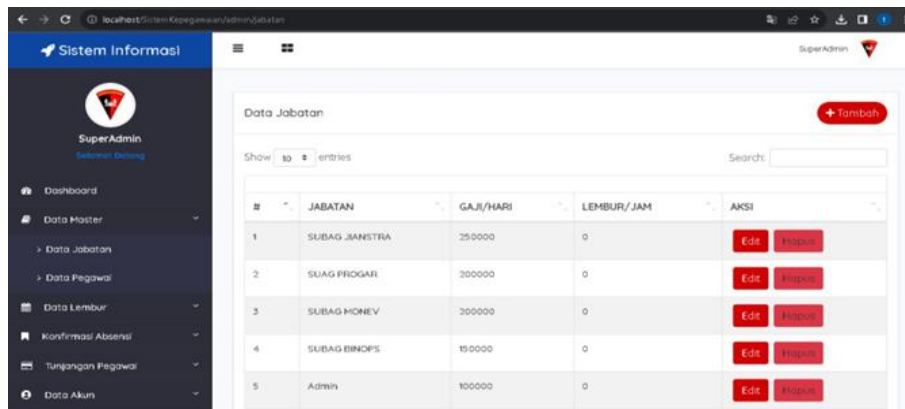 localhost/SistemKepegawaian/admin/jabatan
Sistem Informasi
SuperAdmin
SuperAdmin
Selamat Datang
Dashboard
Data Master
> Data Jabatan
> Data Pegawai
Data Lembur
Konfirmasi Absensi
Tunjangan Pegawai
Data Akun
Data Jabatan
+ Tambah
Show 10 entries
Search:
# JABATAN GAJI/HARI LEMBUR/JAM AKSI
1 SUBAG JIANSTRA 250000 0 Edit Hapus
2 SUAG PROGAR 200000 0 Edit Hapus
3 SUBAG MONEV 200000 0 Edit Hapus
4 SUBAG BINOPS 150000 0 Edit Hapus
5 Admin 100000 0 Edit Hapus